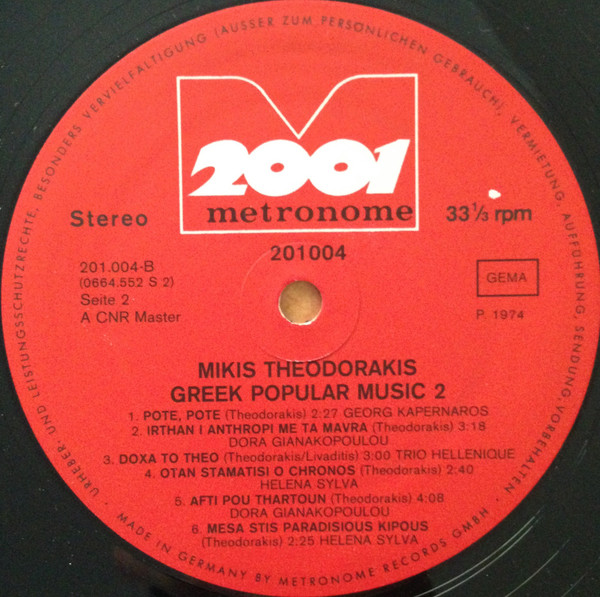 2001
metronome
Stereo
33⅓ rpm
201004
201.004-B
(0664.552 S 2)
Seite 2
A CNR Master
GEMA
P. 1974
MIKIS THEODORAKIS
GREEK POPULAR MUSIC 2
1. POTE, POTE (Theodorakis) 2:27 GEORG KAPERNAROS
2. IRTHAN I ANTHROPI ME TA MAVRA (Theodorakis) 3:18
DORA GIANAKOPOULOU
3. DOXA TO THEO (Theodorakis/Livaditis) 3:00 TRIO HELLENIQUE
4. OTAN STAMATISI O CHRONOS (Theodorakis) 2:40
HELENA SYLVA
5. AFTI POU THARTOUN (Theodorakis) 4:08
DORA GIANAKOPOULOU
6. MESA STIS PARADISIOUS KIPOUS
(Theodorakis) 2:25 HELENA SYLVA
URHEBER- UND LEISTUNGSSCHUTZRECHTE, BESONDERS VERVIELFÄLTIGUNG (AUSSER ZUM PERSÖNLICHEN GEBRAUCH), VERMIETUNG, AUFFÜHRUNG, SENDUNG, VORBEHALTEN
· MADE IN GERMANY BY METRONOME RECORDS GMBH ·